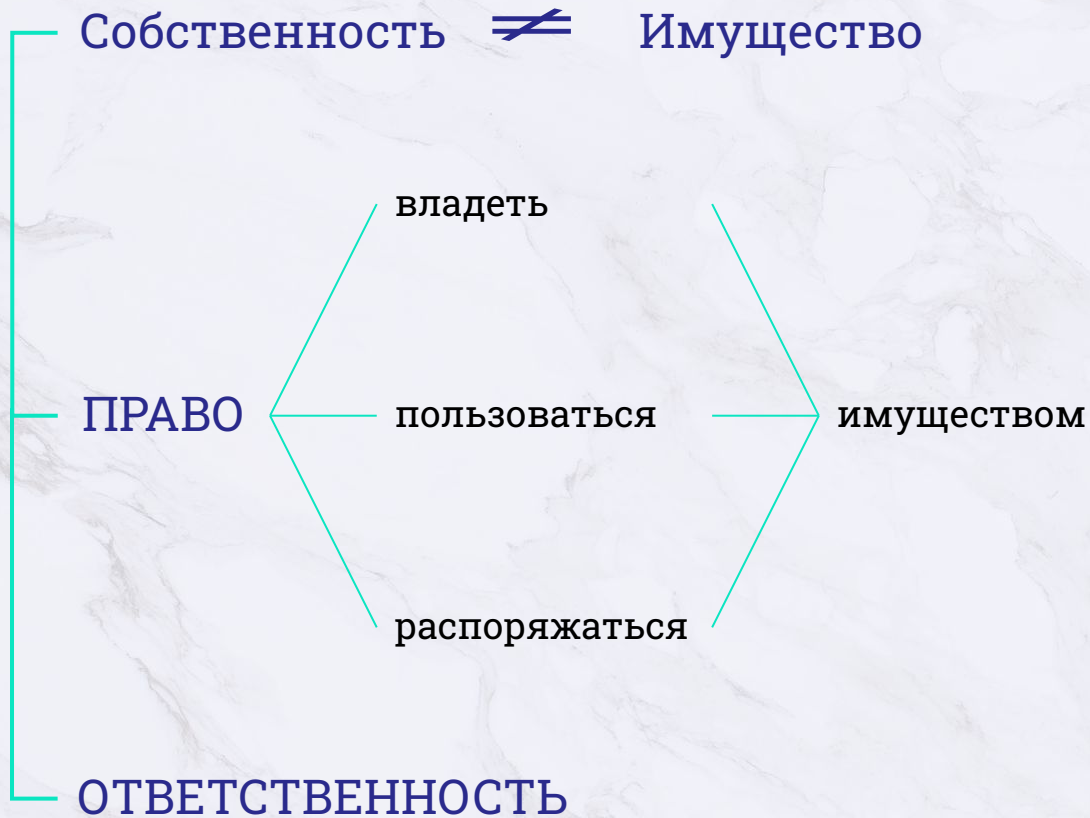 Собственность ≠ Имущество
владеть
ПРАВО пользоваться имуществом
распоряжаться
ОТВЕТСТВЕННОСТЬ